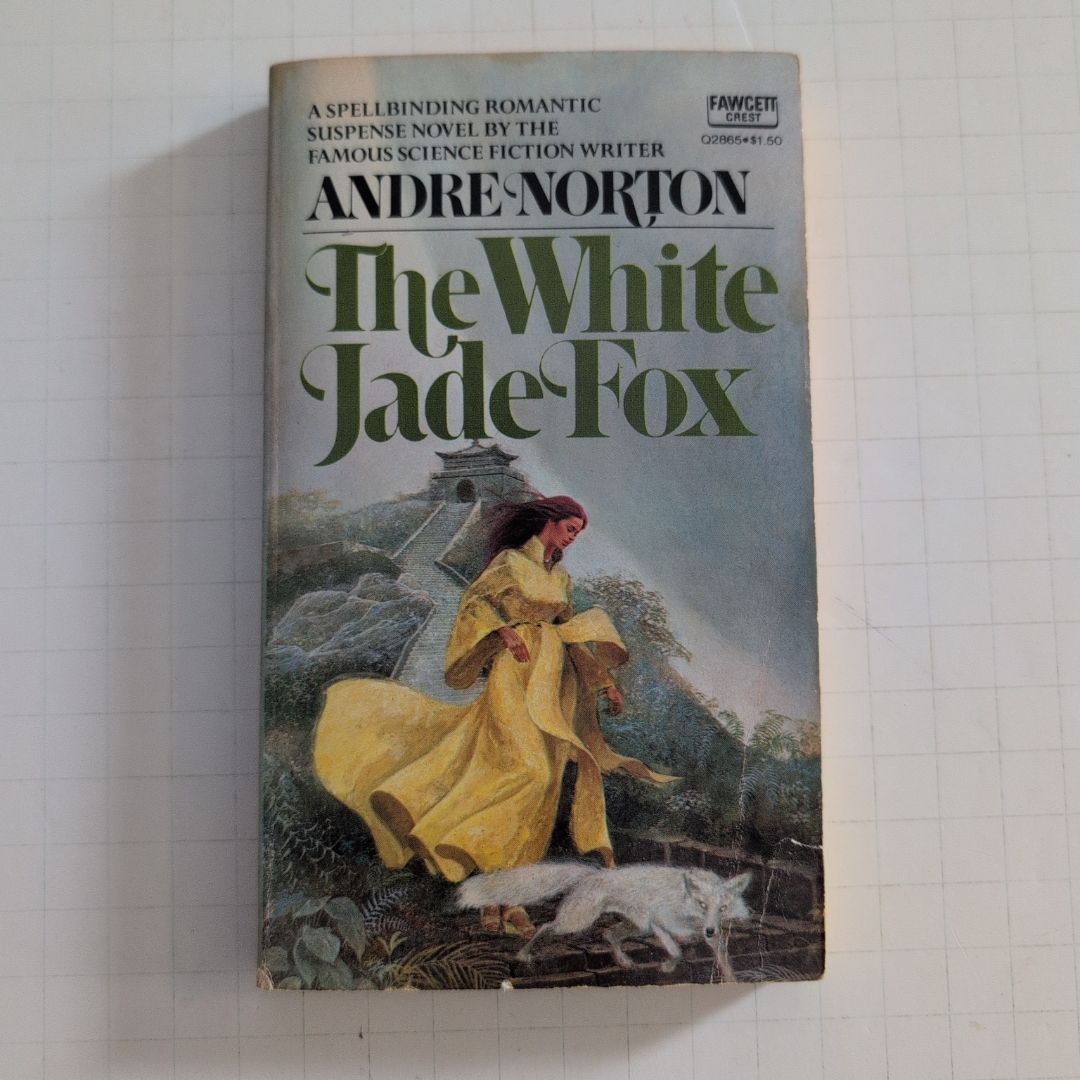 A SPELLBINDING ROMANTIC
SUSPENSE NOVEL BY THE
FAMOUS SCIENCE FICTION WRITER
ANDRE NORTON
The White
Jade Fox
FAWCETT
CREST
Q2865•$1.50